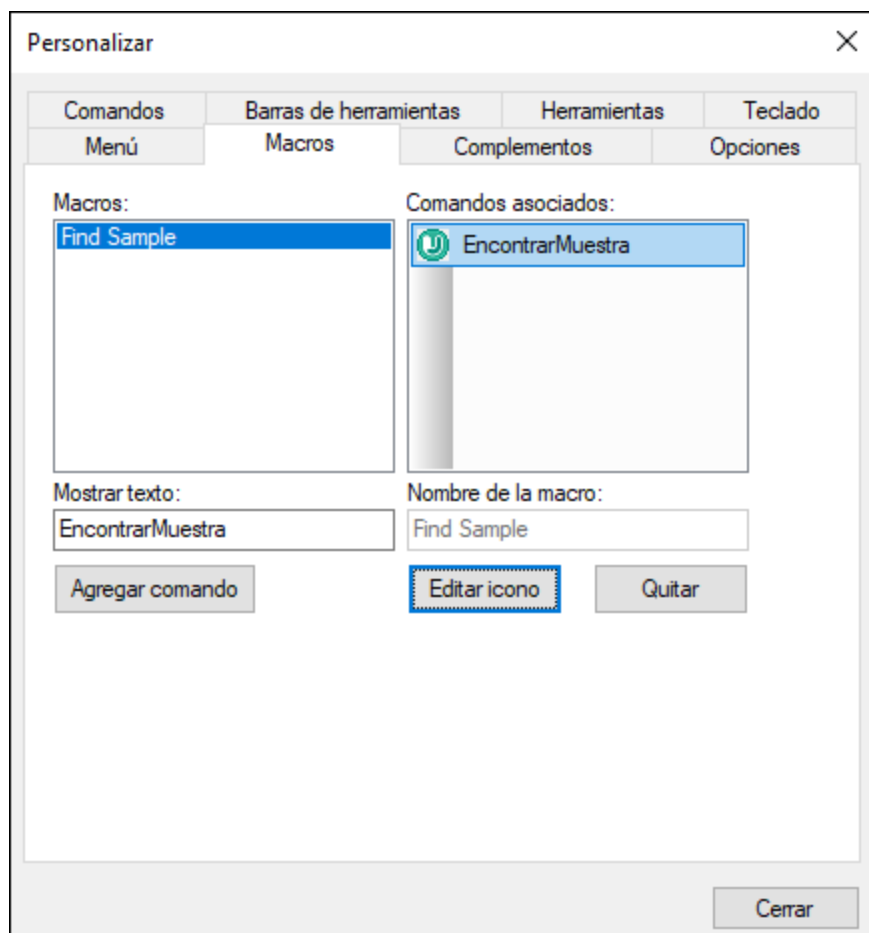 Personalizar
Comandos Barras de herramientas Herramientas Teclado
Menú Macros Complementos Opciones
Macros: Comandos asociados:
Find Sample EncontrarMuestra
Mostrar texto: Nombre de la macro:
EncontrarMuestra Find Sample
Agregar comando Editar icono Quitar
Cerrar